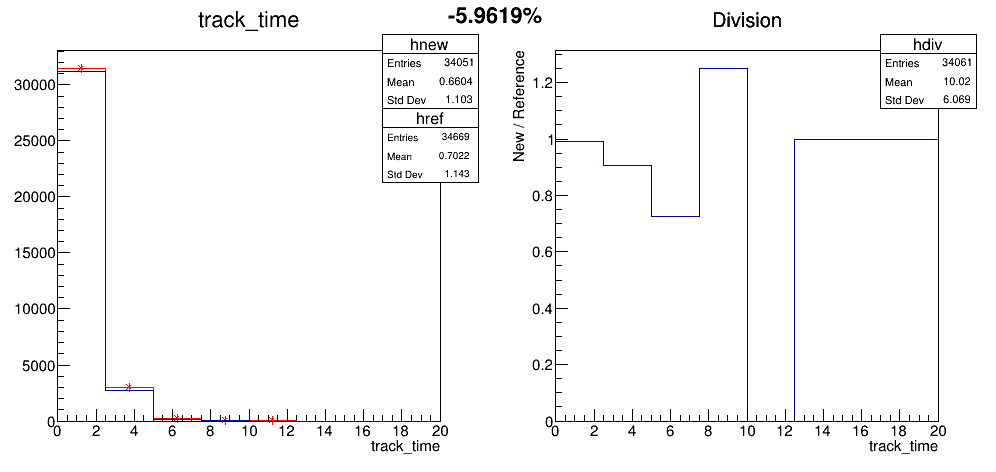 track_time
-5.9619%
Division
hnew
Entries 34051
Mean 0.6604
Std Dev 1.103
href
Entries 34669
Mean 0.7022
Std Dev 1.143
30000
25000
20000
15000
10000
5000
0
0 2 4 6 8 10 12 14 16 18 20
track_time
hdiv
Entries 34061
Mean 10.02
Std Dev 6.069
New / Reference
1.2
1
0.8
0.6
0.4
0.2
0
0 2 4 6 8 10 12 14 16 18 20
track_time